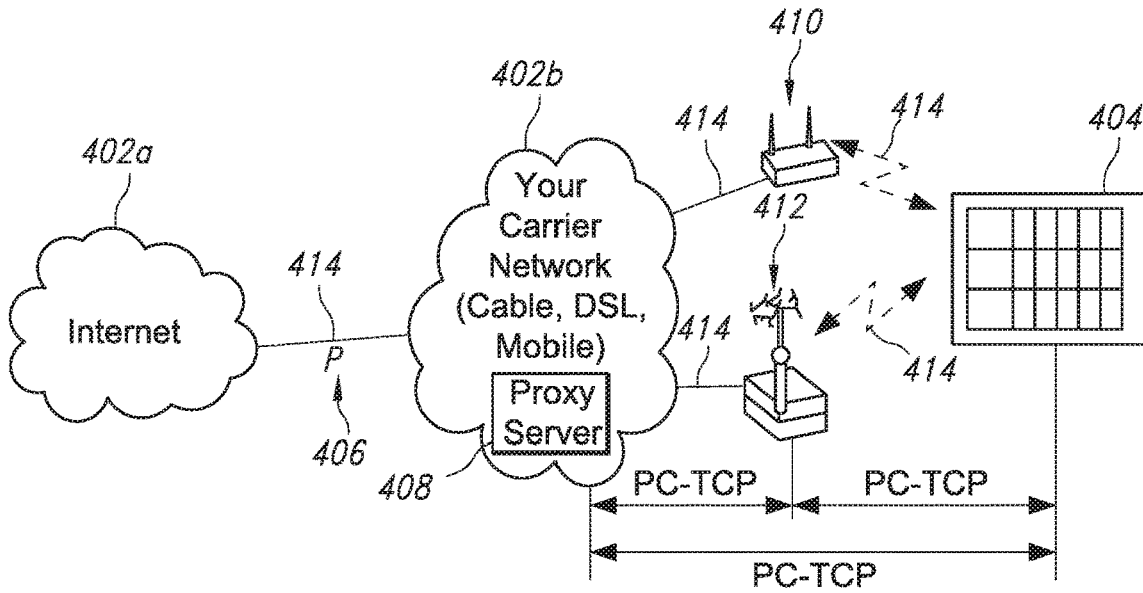 410
402b
414
414
404
402a
Your
Carrier
Network
(Cable, DSL,
Mobile)
412
414
Internet
P
414
414
Proxy
Server
406
408
PC-TCP
PC-TCP
PC-TCP